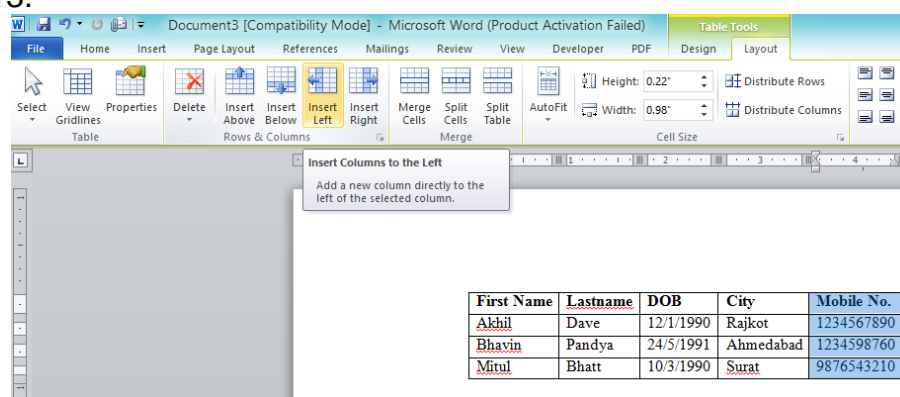 Document3 [Compatibility Mode] - Microsoft Word (Product Activation Failed)
Table Tools
File Home Insert Page Layout References Mailings Review View Developer PDF Design Layout
Select View Gridlines Properties Delete Insert Above Insert Below Insert Left Insert Right Merge Cells Split Cells Split Table AutoFit Height: 0.22" Width: 0.98" Distribute Rows Distribute Columns
Table Rows & Columns Merge Cell Size
L 1 2 3 4
Insert Columns to the Left
Add a new column directly to the
left of the selected column.
First Name Lastname DOB City Mobile No.
Akhil Dave 12/1/1990 Rajkot 1234567890
Bhavin Pandya 24/5/1991 Ahmedabad 1234598760
Mitul Bhatt 10/3/1990 Surat 9876543210